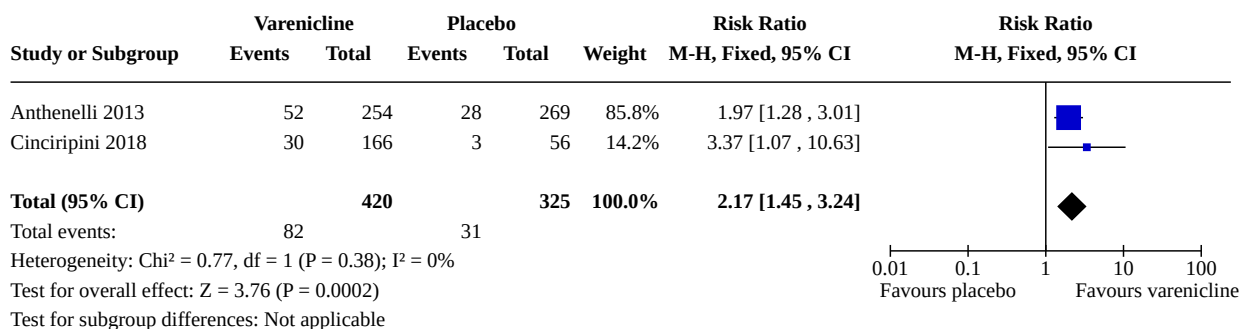 Varenicline Placebo Risk Ratio Risk Ratio
Study or Subgroup Events Total Events Total Weight M-H, Fixed, 95% CI M-H, Fixed, 95% CI
Anthenelli 2013 52 254 28 269 85.8% 1.97 [1.28 , 3.01]
Cinciripini 2018 30 166 3 56 14.2% 3.37 [1.07 , 10.63]
Total (95% CI) 420 325 100.0% 2.17 [1.45 , 3.24]
Total events: 82 31
Heterogeneity: Chi² = 0.77, df = 1 (P = 0.38); I² = 0%
0.01 0.1 1 10 100
Test for overall effect: Z = 3.76 (P = 0.0002) Favours placebo Favours varenicline
Test for subgroup differences: Not applicable